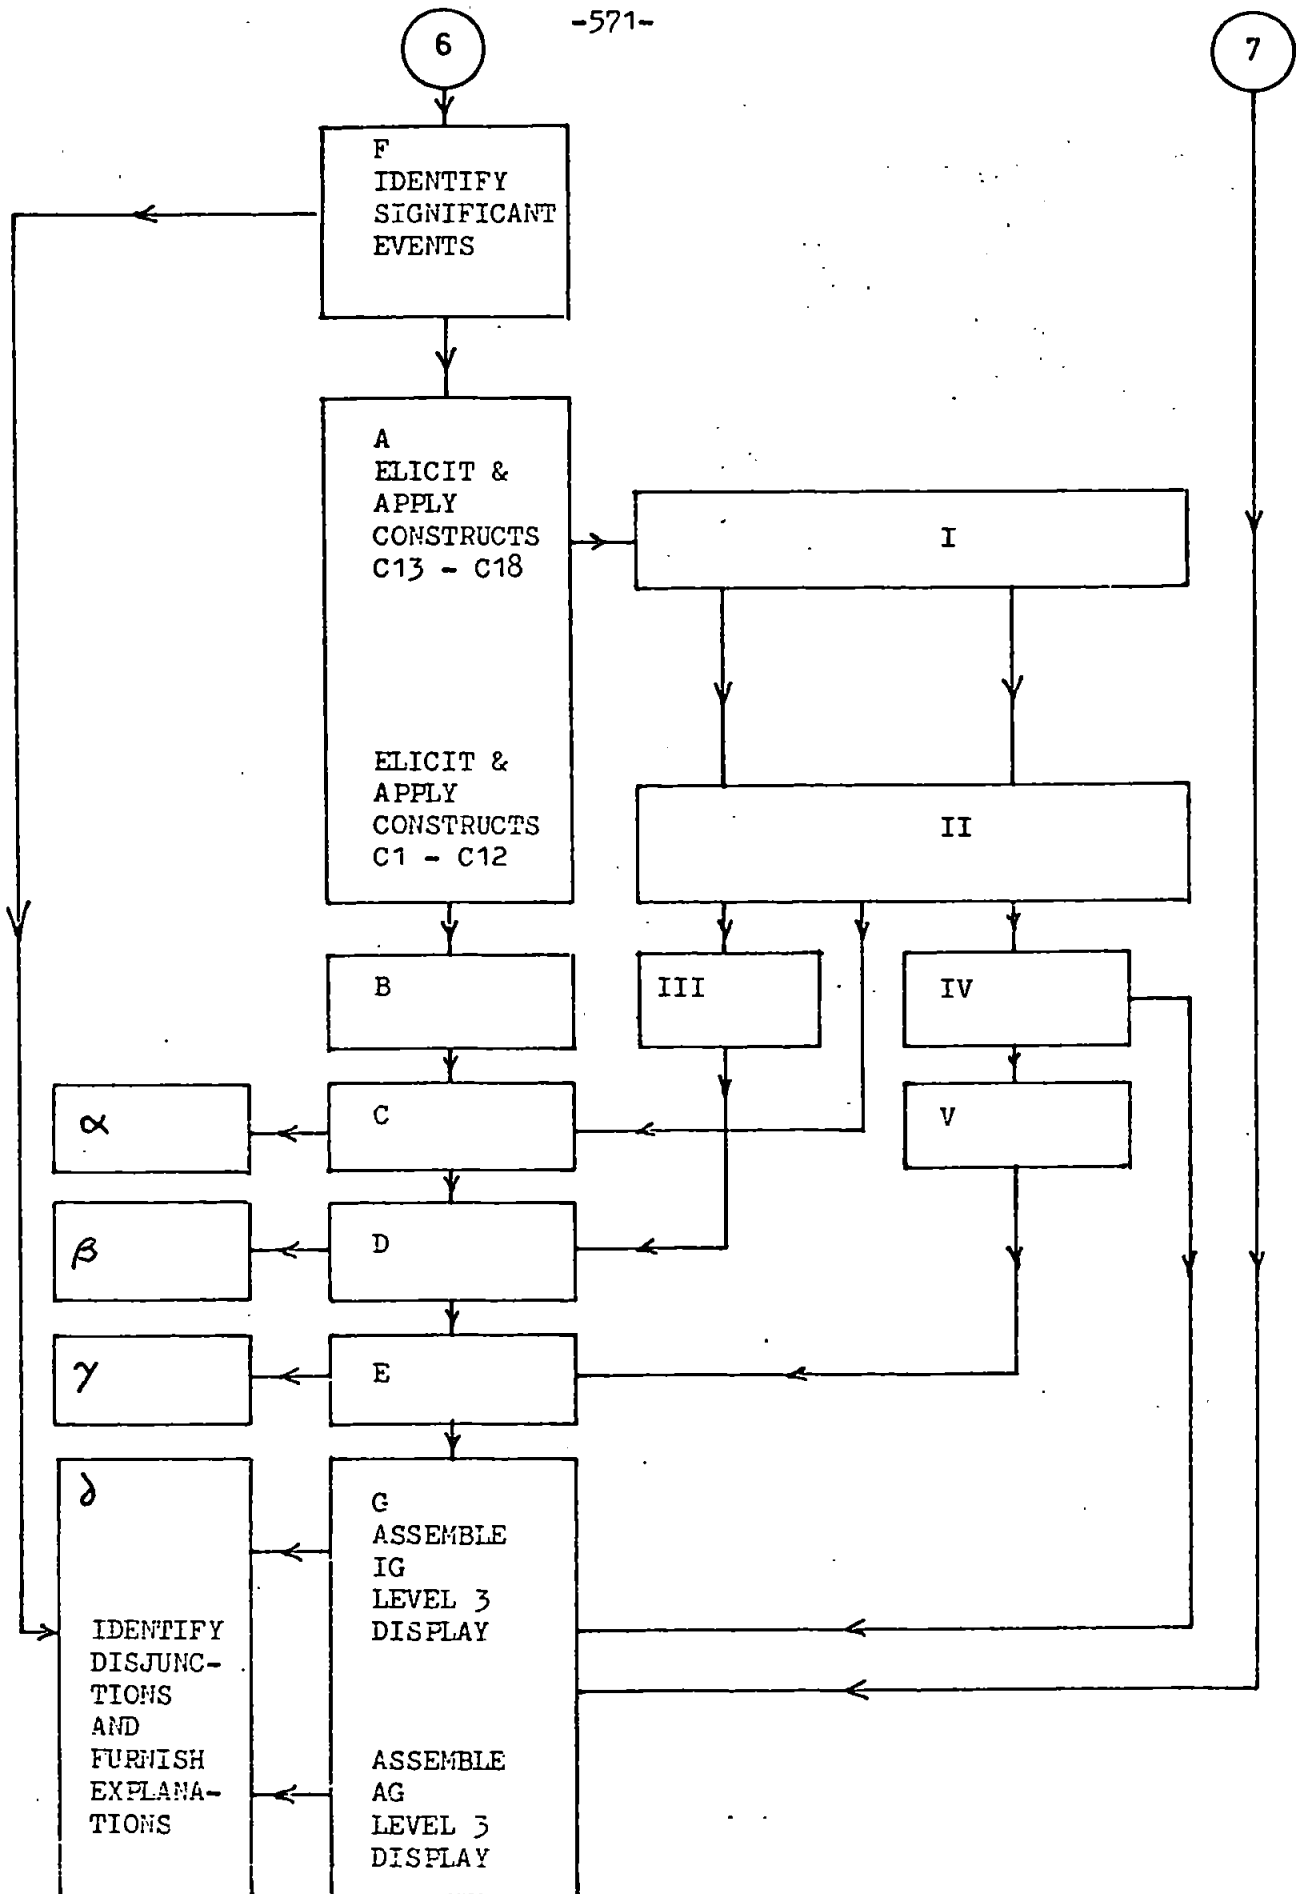 -571-
6
7
F
IDENTIFY
SIGNIFICANT
EVENTS
A
ELICIT &
APPLY
CONSTRUCTS
C13 - C18
I
ELICIT &
APPLY
CONSTRUCTS
C1 - C12
II
B
III
IV
α
C
V
β
D
γ
E
δ
IDENTIFY
DISJUNC-
TIONS
AND
FURNISH
EXPLANA-
TIONS
G
ASSEMBLE
IG
LEVEL 3
DISPLAY
ASSEMBLE
AG
LEVEL 3
DISPLAY